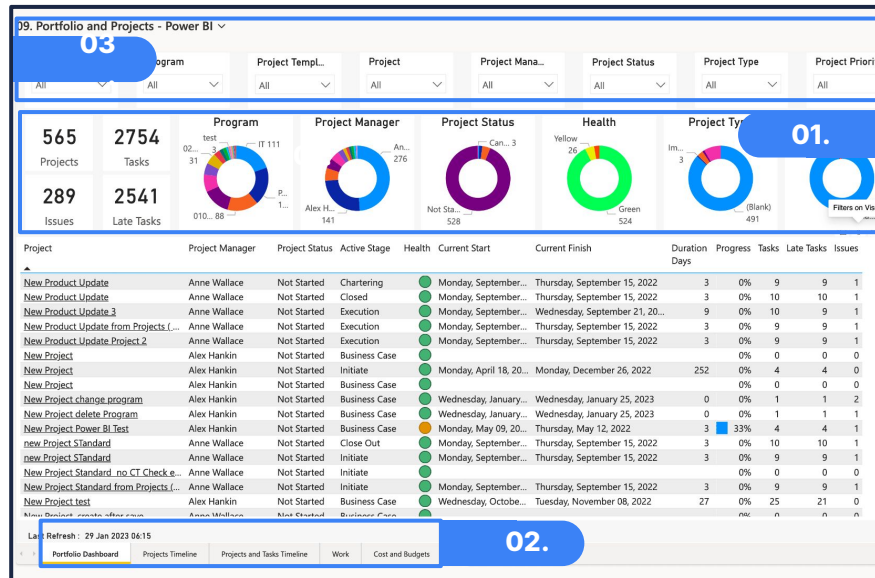 09. Portfolio and Projects - Power BI
03
ogram Project Templ... Project Project Mana... Project Status Project Type Project Priorit
All All All All All All All All
01.
565 Projects
2754 Tasks
289 Issues
2541 Late Tasks
Program
test 3
02... 31
IT 111
P... 1...
010... 88
Project Manager
An... 276
Alex H... 141
Project Status
Can... 3
Not Sta... 528
Health
Yellow 26
Green 524
Project Ty
Im... 3
(Blank) 491
Filters on Vis
Project Project Manager Project Status Active Stage Health Current Start Current Finish Duration Days Progress Tasks Late Tasks Issues
New Product Update Anne Wallace Not Started Chartering Monday, September... Thursday, September 15, 2022 3 0% 9 9 1
New Product Update Anne Wallace Not Started Closed Monday, September... Thursday, September 15, 2022 3 0% 10 10 1
New Product Update 3 Anne Wallace Not Started Execution Monday, September... Wednesday, September 21, 20... 9 0% 10 9 1
New Product Update from Projects (... Anne Wallace Not Started Execution Monday, September... Thursday, September 15, 2022 3 0% 9 9 1
New Product Update Project 2 Anne Wallace Not Started Execution Monday, September... Thursday, September 15, 2022 3 0% 9 9 1
New Project Alex Hankin Not Started Business Case 0% 0 0 0
New Project Alex Hankin Not Started Initiate Monday, April 18, 20... Monday, December 26, 2022 252 0% 4 4 0
New Project Alex Hankin Not Started Business Case 0% 0 0 0
New Project change program Alex Hankin Not Started Business Case Wednesday, January... Wednesday, January 25, 2023 0 0% 1 1 2
New Project delete Program Alex Hankin Not Started Business Case Wednesday, January... Wednesday, January 25, 2023 0 0% 1 1 1
New Project Power BI Test Alex Hankin Not Started Business Case Monday, May 09, 20... Thursday, May 12, 2022 3 33% 4 4 1
new Project STandard Anne Wallace Not Started Close Out Monday, September... Thursday, September 15, 2022 3 0% 10 10 1
new Project STandard Anne Wallace Not Started Initiate Monday, September... Thursday, September 15, 2022 3 0% 9 9 1
New Project Standard no CT Check e... Anne Wallace Not Started Initiate 0% 0 0 0
New Project Standard from Projects (... Anne Wallace Not Started Initiate Monday, September... Thursday, September 15, 2022 3 0% 9 9 1
New Project test Alex Hankin Not Started Business Case Wednesday, Octobe... Tuesday, November 08, 2022 27 0% 25 21 0
New Project create after save Anne Wallace Not Started Business Case 0% 0 0 0
Last Refresh : 29 Jan 2023 06:15
02.
Portfolio Dashboard Projects Timeline Projects and Tasks Timeline Work Cost and Budgets